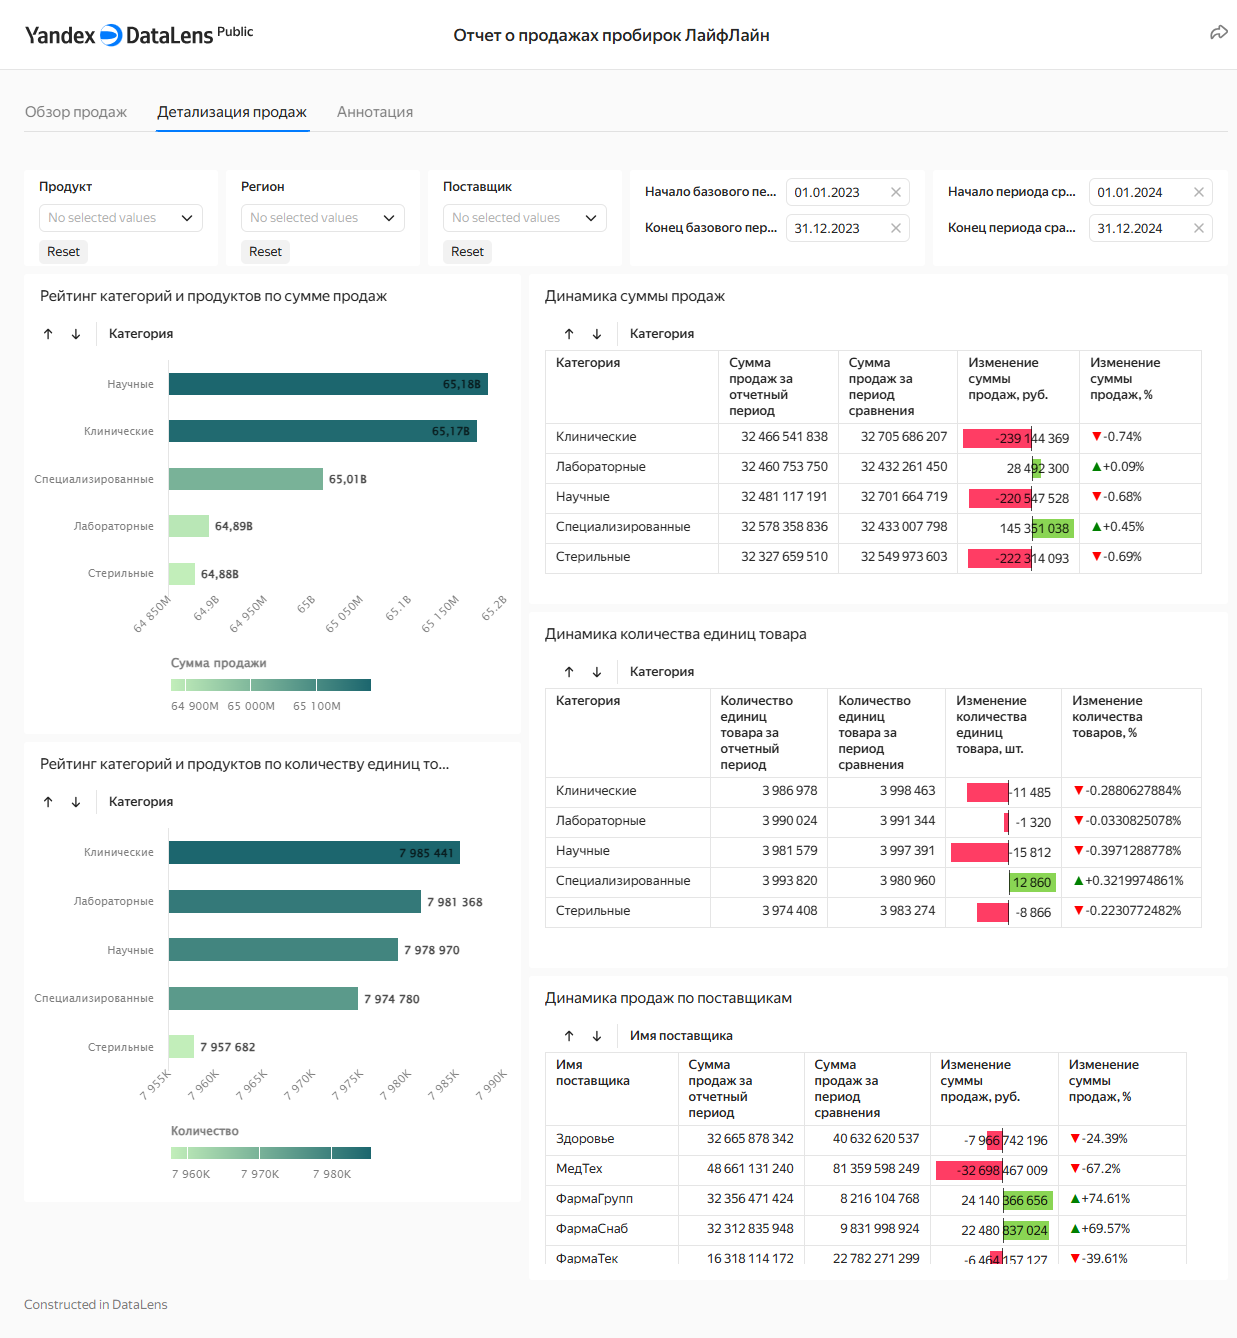 Yandex DataLens Public
Отчет о продажах пробирок ЛайфЛайн
Обзор продаж
Детализация продаж
Аннотация
Продукт
No selected values
Reset
Регион
No selected values
Reset
Поставщик
No selected values
Reset
Начало базового пе... 01.01.2023
Конец базового пер... 31.12.2023
Начало периода ср... 01.01.2024
Конец периода сра... 31.12.2024
Рейтинг категорий и продуктов по сумме продаж
Категория
Научные 65,18B
Клинические 65,17B
Специализированные 65,01B
Лабораторные 64,89B
Стерильные 64,88B
64 850M 64.9B 64 950M 65B 65 050M 65.1B 65 150M 65.2B
Сумма продажи
64 900M 65 000M 65 100M
Рейтинг категорий и продуктов по количеству единиц то...
Категория
Клинические 7 985 441
Лабораторные 7 981 368
Научные 7 978 970
Специализированные 7 974 780
Стерильные 7 957 682
7 955K 7 960K 7 965K 7 970K 7 975K 7 980K 7 985K 7 990K
Количество
7 960K 7 970K 7 980K
Динамика суммы продаж
Категория
Категория Сумма Сумма Изменение Изменение
продаж за продаж за суммы суммы
отчетный период продаж, руб. продаж, %
период сравнения
Клинические 32 466 541 838 32 705 686 207 -239 144 369 ▼-0.74%
Лабораторные 32 460 753 750 32 432 261 450 28 492 300 ▲+0.09%
Научные 32 481 117 191 32 701 664 719 -220 547 528 ▼-0.68%
Специализированные 32 578 358 836 32 433 007 798 145 351 038 ▲+0.45%
Стерильные 32 327 659 510 32 549 973 603 -222 314 093 ▼-0.69%
Динамика количества единиц товара
Категория
Категория Количество Количество Изменение Изменение
единиц единиц количества количества
товара за товара за единиц товаров, %
отчетный период товара, шт.
период сравнения
Клинические 3 986 978 3 998 463 -11 485 ▼-0.2880627884%
Лабораторные 3 990 024 3 991 344 -1 320 ▼-0.0330825078%
Научные 3 981 579 3 997 391 -15 812 ▼-0.3971288778%
Специализированные 3 993 820 3 980 960 12 860 ▲+0.3219974861%
Стерильные 3 974 408 3 983 274 -8 866 ▼-0.2230772482%
Динамика продаж по поставщикам
Имя поставщика
Имя Сумма Сумма Изменение Изменение
поставщика продаж за продаж за суммы суммы
отчетный период продаж, руб. продаж, %
период сравнения
Здоровье 32 665 878 342 40 632 620 537 -7 966 742 196 ▼-24.39%
МедТех 48 661 131 240 81 359 598 249 -32 698 467 009 ▼-67.2%
ФармаГрупп 32 356 471 424 8 216 104 768 24 140 366 656 ▲+74.61%
ФармаСнаб 32 312 835 948 9 831 998 924 22 480 837 024 ▲+69.57%
ФармаТек 16 318 114 172 22 782 271 299 -6 464 157 127 ▼-39.61%
Constructed in DataLens